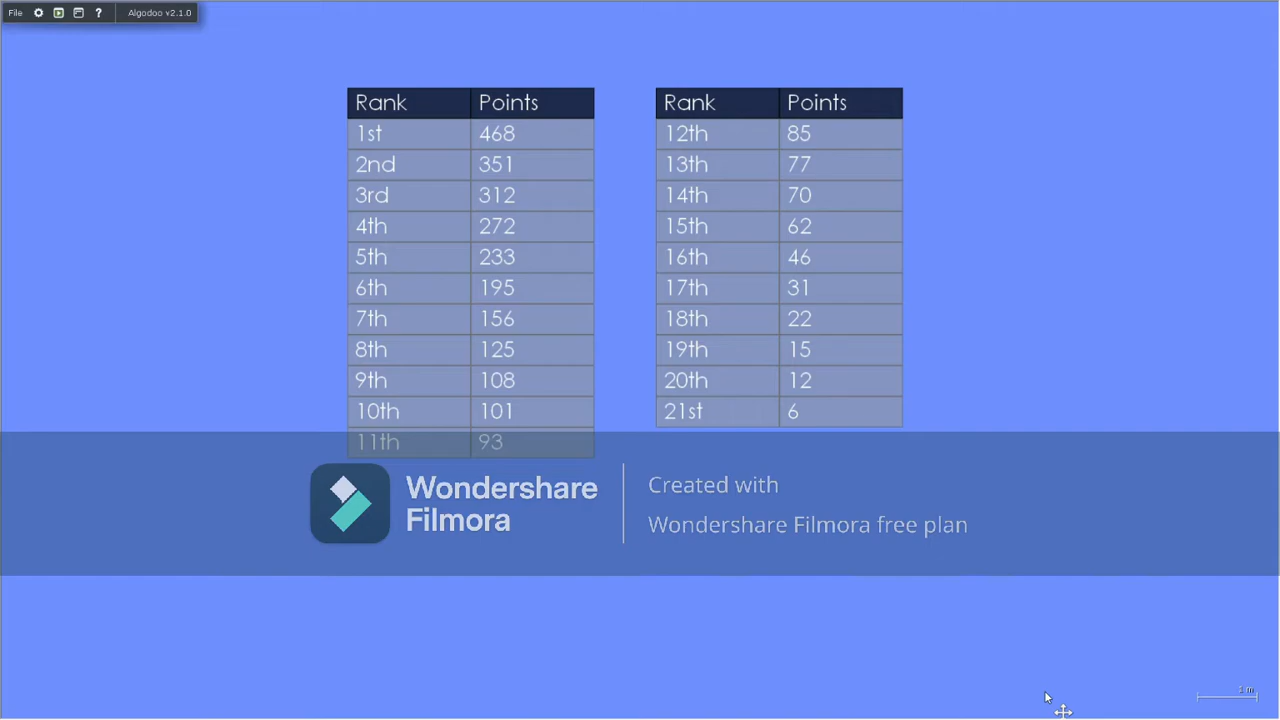 File ? Algodoo v2.1.0
Rank Points
1st 468
2nd 351
3rd 312
4th 272
5th 233
6th 195
7th 156
8th 125
9th 108
10th 101
11th 93
Rank Points
12th 85
13th 77
14th 70
15th 62
16th 46
17th 31
18th 22
19th 15
20th 12
21st 6
Wondershare
Filmora
Created with
Wondershare Filmora free plan
1 m